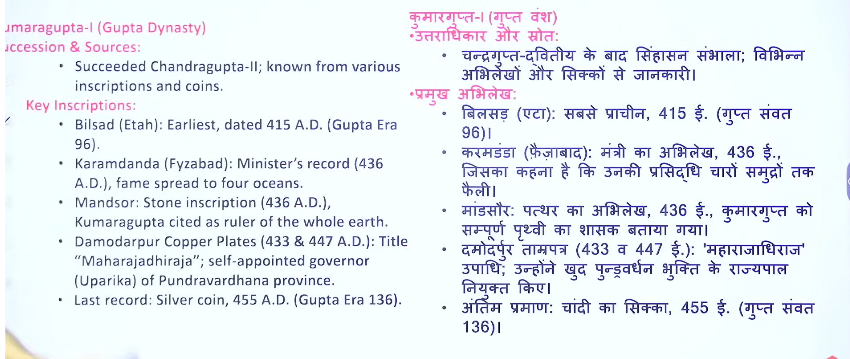 umaragupta-I (Gupta Dynasty)
uccession & Sources:
• Succeeded Chandragupta-II; known from various
inscriptions and coins.
Key Inscriptions:
• Bilsad (Etah): Earliest, dated 415 A.D. (Gupta Era
96).
• Karamdanda (Fyzabad): Minister's record (436
A.D.), fame spread to four oceans.
• Mandsor: Stone inscription (436 A.D.),
Kumaragupta cited as ruler of the whole earth.
• Damodarpur Copper Plates (433 & 447 A.D.): Title
"Maharajadhiraja"; self-appointed governor
(Uparika) of Pundravardhana province.
• Last record: Silver coin, 455 A.D. (Gupta Era 136).
कुमारगुप्त-I (गुप्त वंश)
•उत्तराधिकार और स्रोत:
• चन्द्रगुप्त-द्वितीय के बाद सिंहासन संभाला; विभिन्न
अभिलेखों और सिक्कों से जानकारी।
•प्रमुख अभिलेख:
• बिलसड़ (एटा): सबसे प्राचीन, 415 ई. (गुप्त संवत
96)।
• करमडंडा (फ़ैज़ाबाद): मंत्री का अभिलेख, 436 ई.,
जिसका कहना है कि उनकी प्रसिद्धि चारों समुद्रों तक
फैली।
• मांडसौर: पत्थर का अभिलेख, 436 ई., कुमारगुप्त को
सम्पूर्ण पृथ्वी का शासक बताया गया।
• दमोदर्पुर ताम्रपत्र (433 व 447 ई.): 'महाराजाधिराज'
उपाधि; उन्होंने खुद पुन्ड्रवर्धन भुक्ति के राज्यपाल
नियुक्त किए।
• अंतिम प्रमाण: चांदी का सिक्का, 455 ई. (गुप्त संवत
136)।